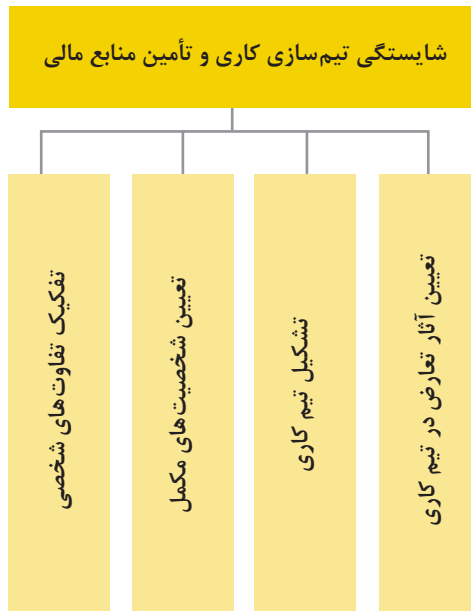 شایستگی تیم‌سازی کاری و تأمین منابع مالی
تعیین آثار تعارض در تیم کاری
تشکیل تیم کاری
تعیین شخصیت‌های مکمل
تفکیک تفاوت‌های شخصی